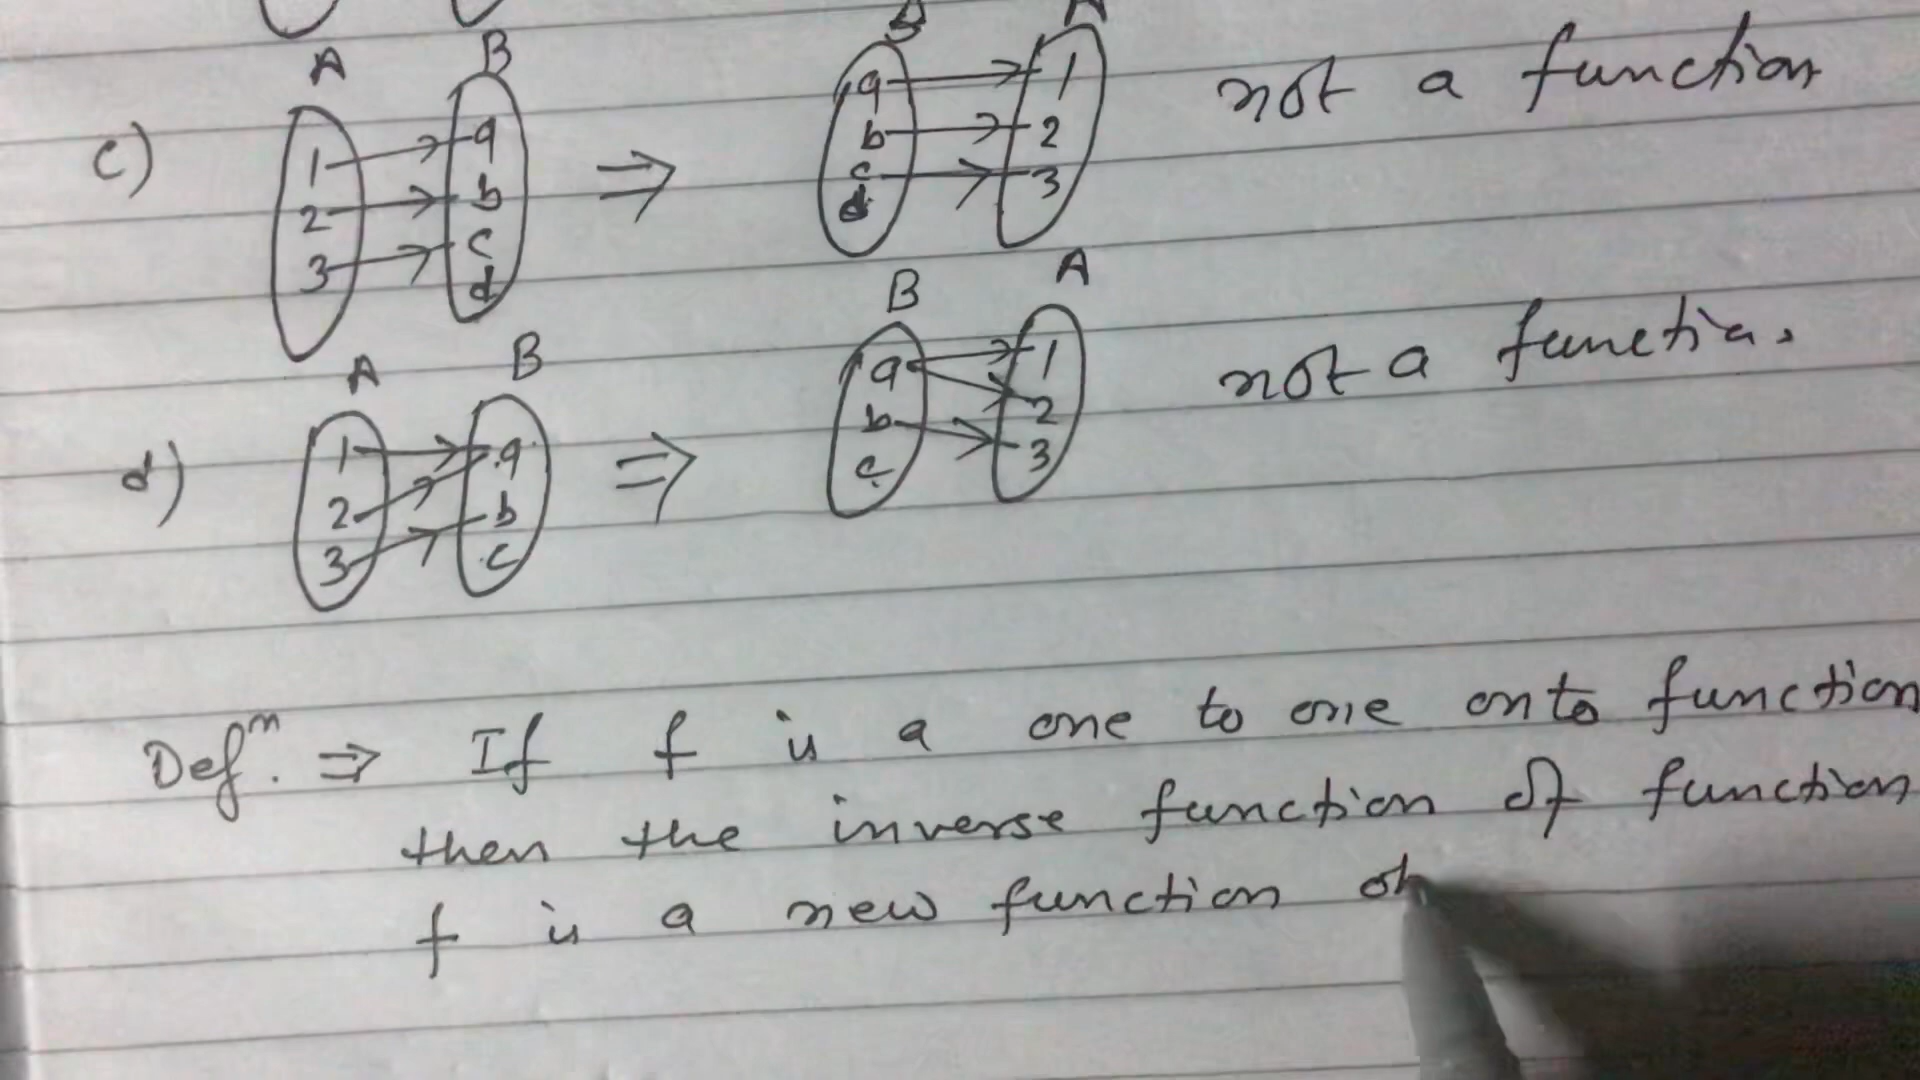 A B B A
c) 1 2 3 a b c d ⇒ a b c d 1 2 3 not a function
A B B A
d) 1 2 3 a b c ⇒ a b c 1 2 3 not a function
Defⁿ. ⇒ If f is a one to one onto function
then the inverse function of function
f is a new function